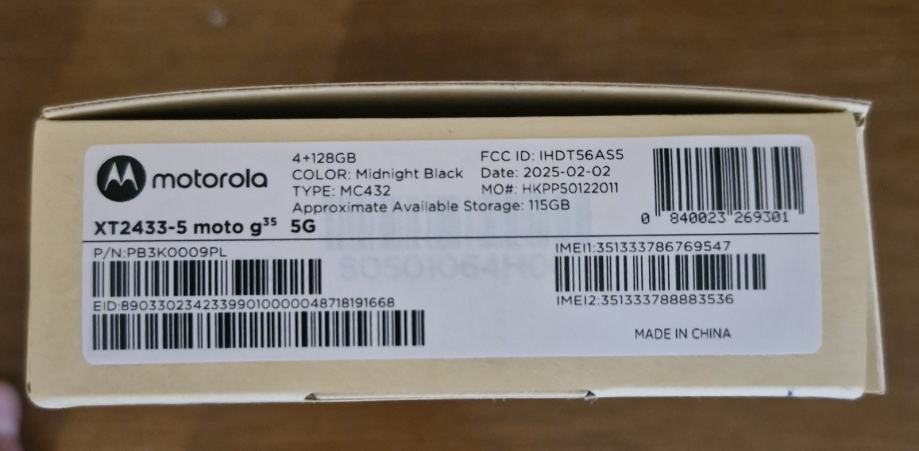 motorola
4+128GB
COLOR: Midnight Black
TYPE: MC432
Approximate Available Storage: 115GB
FCC ID: IHDT56AS5
Date: 2025-02-02
MO#: HKPP50122011
0 840023 269301
XT2433-5 moto g35 5G
P/N:PB3K0009PL
EID:89033023423399010000048718191668
IMEI1:351333786769547
IMEI2:351333788883536
MADE IN CHINA